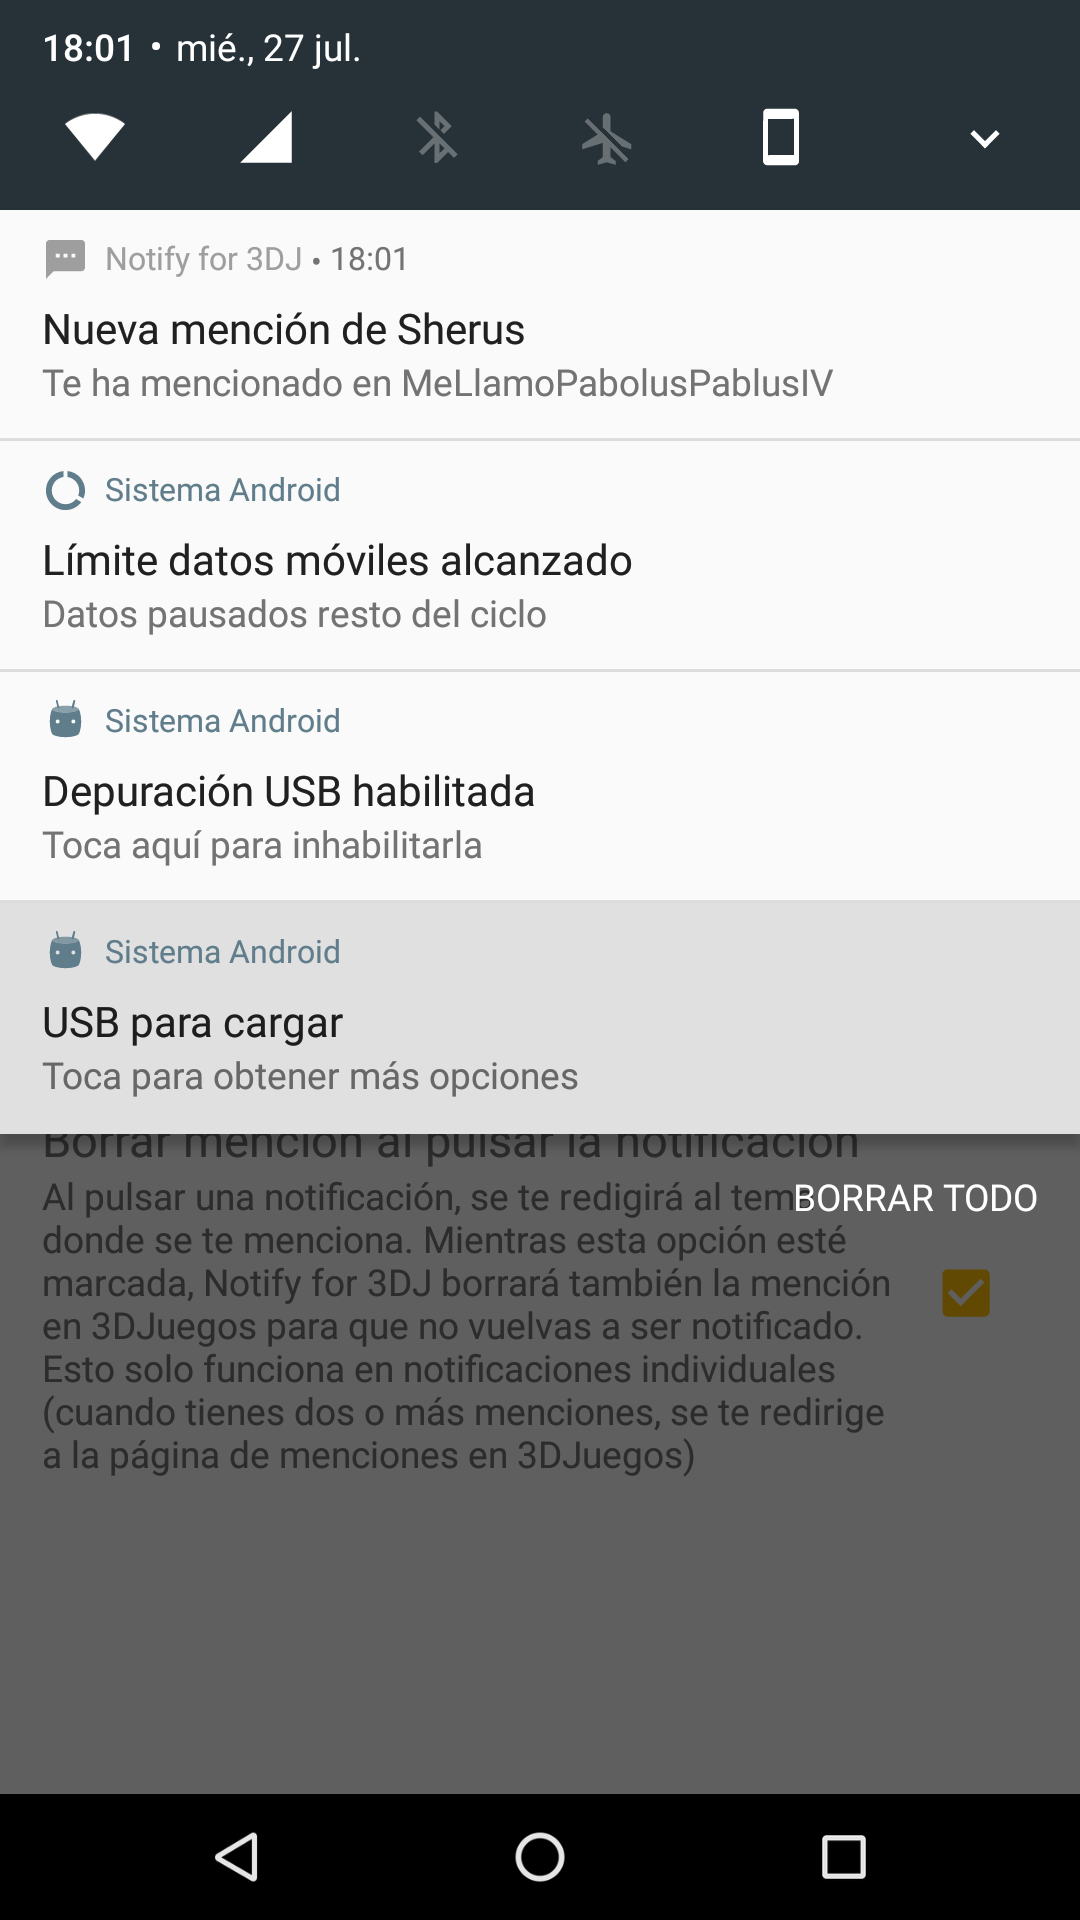 18:01 • mié., 27 jul.
Notify for 3DJ • 18:01
Nueva mención de Sherus
Te ha mencionado en MeLlamoPabolusPablusIV
Sistema Android
Límite datos móviles alcanzado
Datos pausados resto del ciclo
Sistema Android
Depuración USB habilitada
Toca aquí para inhabilitarla
Sistema Android
USB para cargar
Toca para obtener más opciones
Borrar mención al pulsar la notificación
BORRAR TODO
Al pulsar una notificación, se te redigirá al tema
donde se te menciona. Mientras esta opción esté
marcada, Notify for 3DJ borrará también la mención
en 3DJuegos para que no vuelvas a ser notificado.
Esto solo funciona en notificaciones individuales
(cuando tienes dos o más menciones, se te redirige
a la página de menciones en 3DJuegos)